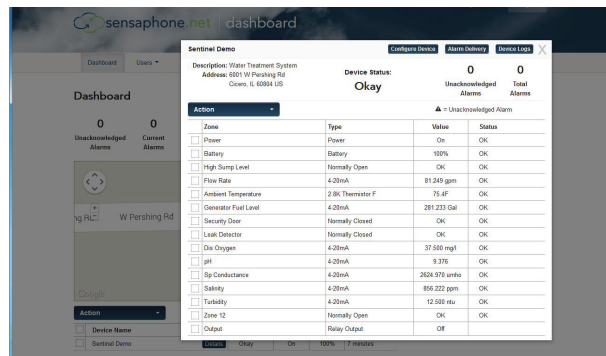 sensaphone.net dashboard
Dashboard Users
Dashboard
0 0
Unacknowledged Current
Alarms Alarms
W Pershing Rd
Google
Action
Device Name
Sentinel Demo Details Okay On 100% 7 minutes
Sentinel Demo Configure Device Alarm Delivery Device Logs X
Description: Water Treatment System
Address: 6001 W Pershing Rd
Cicero, IL 60804 US
Device Status:
Okay
0 0
Unacknowledged Total
Alarms Alarms
Action = Unacknowledged Alarm
Zone Type Value Status
Power Power On OK
Battery Battery 100% OK
High Sump Level Normally Open OK OK
Flow Rate 4-20mA 81.249 gpm OK
Ambient Temperature 2.8K Thermistor F 75.4F OK
Generator Fuel Level 4-20mA 281.233 Gal OK
Security Door Normally Closed OK OK
Leak Detector Normally Closed OK OK
Dis Oxygen 4-20mA 37.500 mg/l OK
pH 4-20mA 9.376 OK
Sp Conductance 4-20mA 2624.970 umho OK
Salinity 4-20mA 856.222 ppm OK
Turbidity 4-20mA 12.500 ntu OK
Zone 12 Normally Open OK OK
Output Relay Output Off